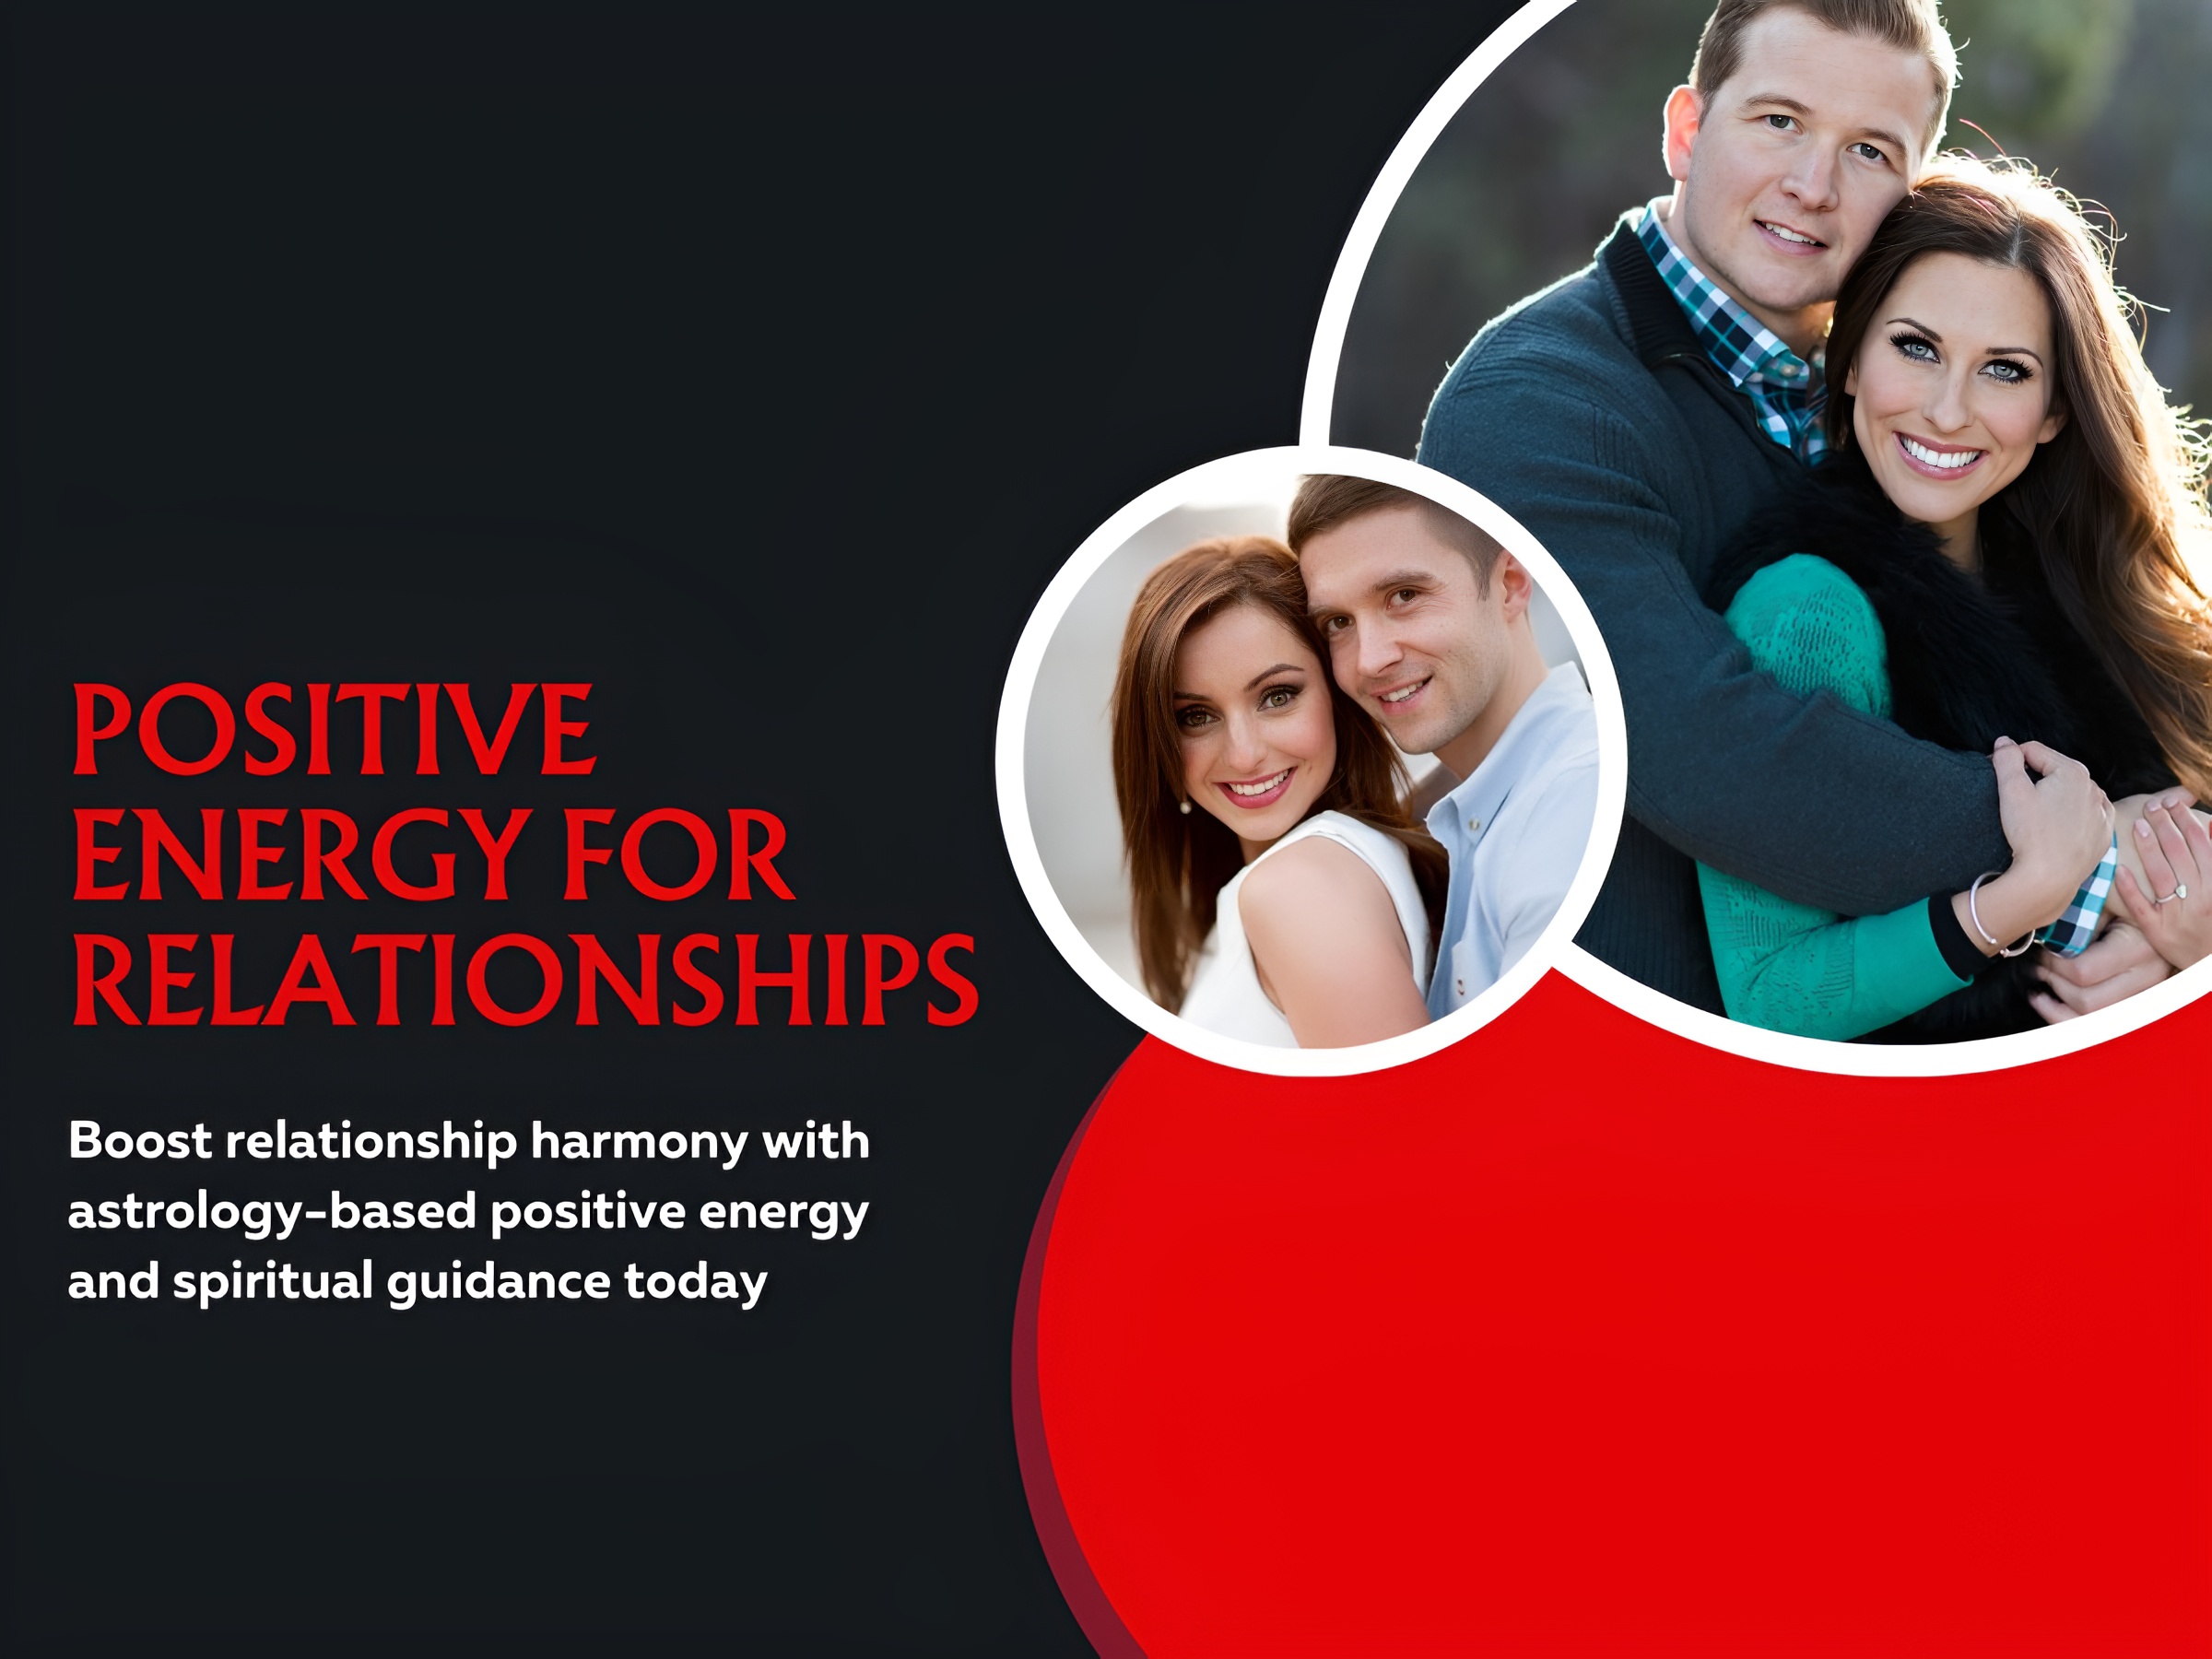 POSITIVE
ENERGY FOR
RELATIONSHIPS
Boost relationship harmony with
astrology-based positive energy
and spiritual guidance today